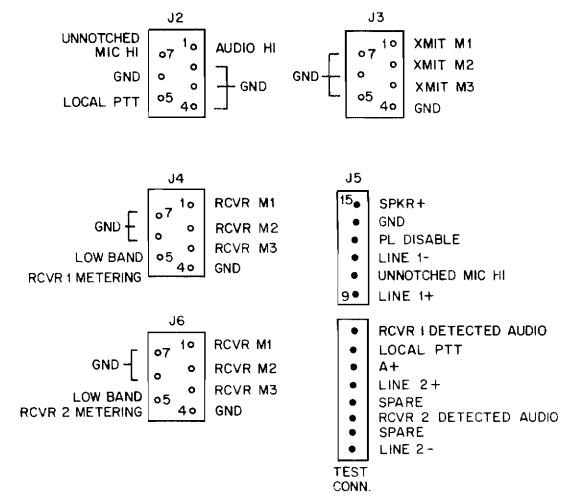 J2
UNNOTCHED
MIC HI
7
1
AUDIO HI
GND
GND
LOCAL PTT
5
4
J3
7
1
XMIT M1
XMIT M2
GND
XMIT M3
5
4
GND
J4
7
1
RCVR M1
GND
RCVR M2
RCVR M3
LOW BAND
5
RCVR 1 METERING
4
GND
J5
15
SPKR+
GND
PL DISABLE
LINE 1-
UNNOTCHED MIC HI
9
LINE 1+
J6
7
1
RCVR M1
GND
RCVR M2
RCVR M3
LOW BAND
5
RCVR 2 METERING
4
GND
RCVR 1 DETECTED AUDIO
LOCAL PTT
A+
LINE 2+
SPARE
RCVR 2 DETECTED AUDIO
SPARE
LINE 2-
TEST
CONN.